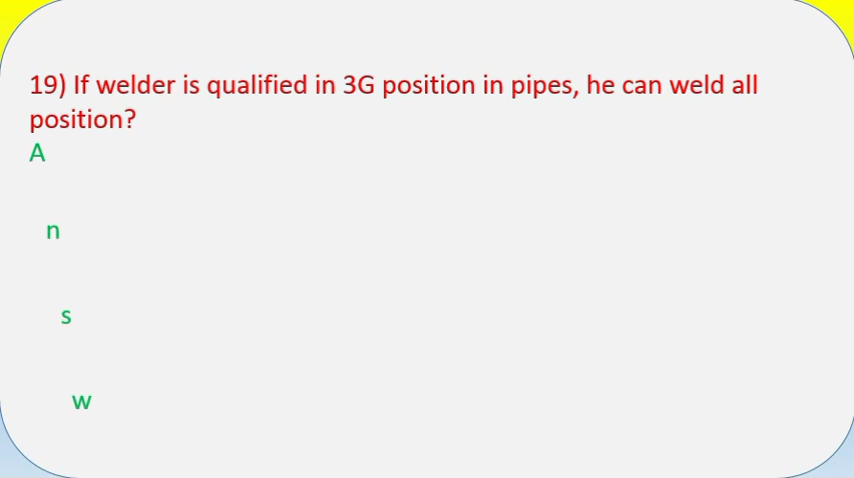 19) If welder is qualified in 3G position in pipes, he can weld all
position?
A
n
s
w